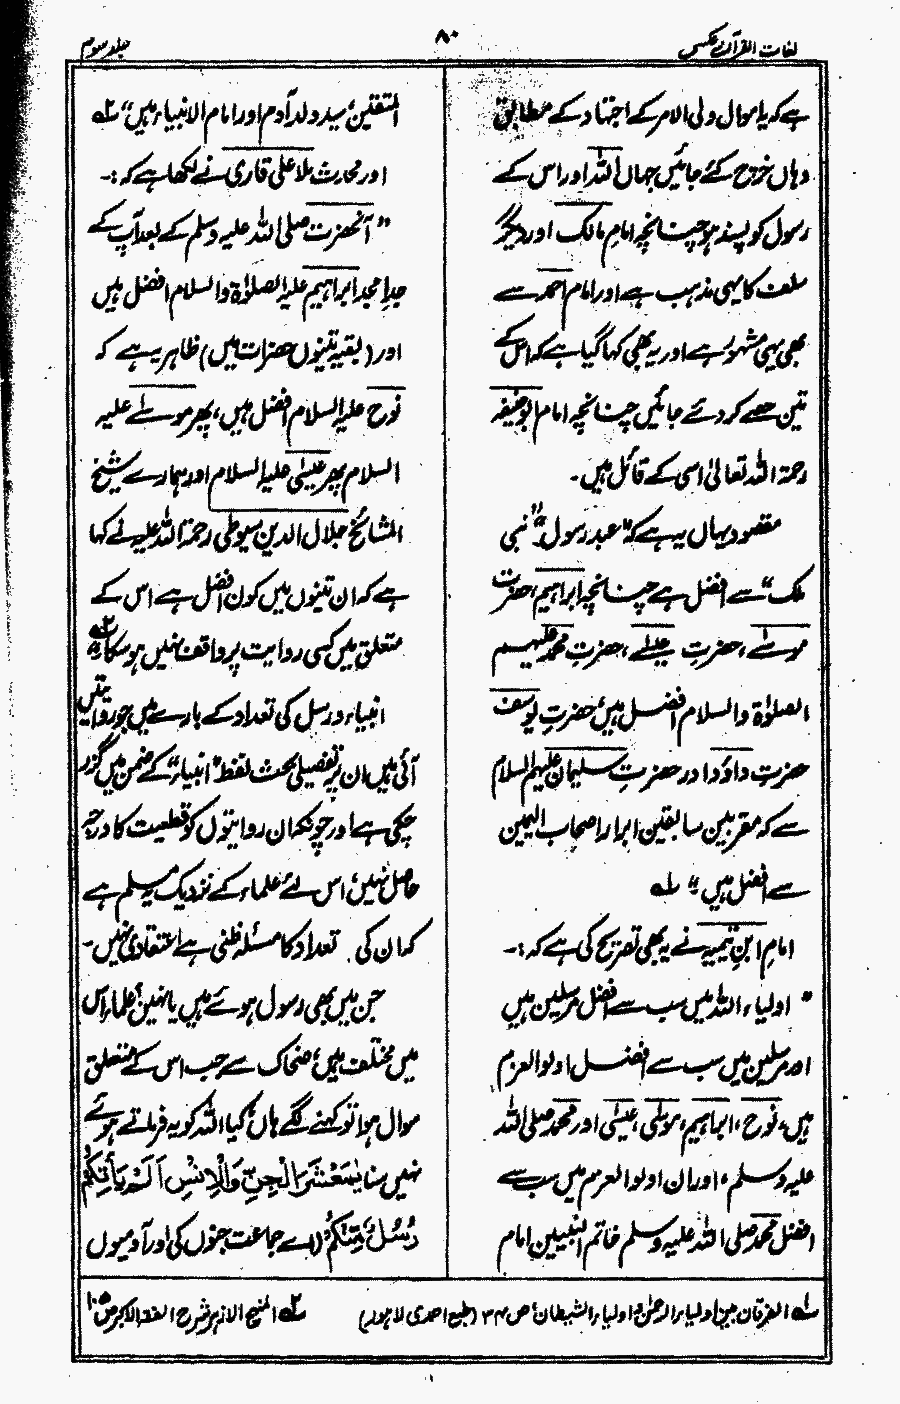 لغات القرآن عکسی
۸۰
جلد سوم
ہے کہ یا اموال ولی الامر کے اجتہاد کے مطابق
وہاں خرچ کئے جائیں جہاں اللہ اور اس کے
رسول کو پسند ہو چنانچہ امام مالک اور دیگر
سلف کا یہی مذہب ہے اور امام احمد سے
بھی یہی مشہور ہے اور یہ بھی کہا گیا ہے کہ اس کے
تین حصے کر دئے جائیں چنانچہ امام ابو حنیفہ
رحمۃ اللہ تعالیٰ اسی کے قائل ہیں۔
مقصود یہاں یہ ہے کہ "عبد رسول" "نبی
ملک" سے افضل ہے چنانچہ ابراہیم، حضرت
موسےٰ، حضرت عیسےٰ، حضرت محمد علیہم
الصلوٰۃ والسلام افضل ہیں حضرت یوسف
حضرت داؤد اور حضرت سلیمان علیہم السلام
سے کہ مقربین سابقین ابرار اصحاب الیمین
سے افضل ہیں" ۱ہ
امام ابن تیمیہ نے یہ بھی تصریح کی ہے کہ:۔
"اولیاء اللہ میں سب سے افضل مرسلین ہیں
اور مرسلین میں سب سے افضل اولو العزم
ہیں، نوح، ابراہیم، موسیٰ، عیسیٰ اور محمد صلی اللہ
علیہ وسلم، اور ان اولو العزم میں سب سے
افضل محمد صلی اللہ علیہ وسلم خاتم النبیین امام
المتقین سید ولد آدم اور امام الانبیاء ہیں" ۱ہ
اور محدث ملا علی قاری نے لکھا ہے کہ:۔
"آنحضرت صلی اللہ علیہ وسلم کے بعد آپ کے
جد امجد ابراہیم علیہ الصلوٰۃ والسلام افضل ہیں
اور (بقیہ تینوں حضرات میں) ظاہر یہ ہے کہ
نوح علیہ السلام افضل ہیں، پھر موسےٰ علیہ
السلام پھر عیسیٰ علیہ السلام اور ہمارے شیخ
المشائخ جلال الدین سیوطی رحمۃ اللہ علیہ نے کہا
ہے کہ ان تینوں میں کون افضل ہے اس کے
متعلق میں کسی روایت پر واقف نہیں ہو سکا" ۲ہ
انبیاء ورسل کی تعداد کے بارے میں جو روایتیں
آئی ہیں ان پر تفصیلی بحث لفظ "انبیاء" کے ضمن میں گزر
چکی ہے اور چونکہ ان روایتوں کو قطعیت کا درجہ
حاصل نہیں، اس لئے علماء کے نزدیک یہ مسلم ہے
کہ ان کی تعداد کا مسئلہ ظنی ہے اعتقادی نہیں۔
جن میں بھی رسول ہوئے ہیں یا نہیں؟ علماء اس
میں مختلف ہیں، ضحاک سے جب اس کے متعلق
سوال ہوا تو کہنے لگے ہاں کیا اللہ کو یہ فرماتے ہوئے
نہیں سنا یٰمَعْشَرَ الْجِنِّ وَالْاِنْسِ اَلَمْ یَأْتِکُمْ
رُسُلٌ مِّنْکُمْ (اے جماعت جنوں کی اور آدمیوں
۱ہ الفرقان بین اولیاء الرحمٰن و اولیاء الشیطان ص ۳۴ (طبع احمدی لاہور)
۲ہ المنح الازہر شرح الفقہ الاکبر ص ۱۰۵